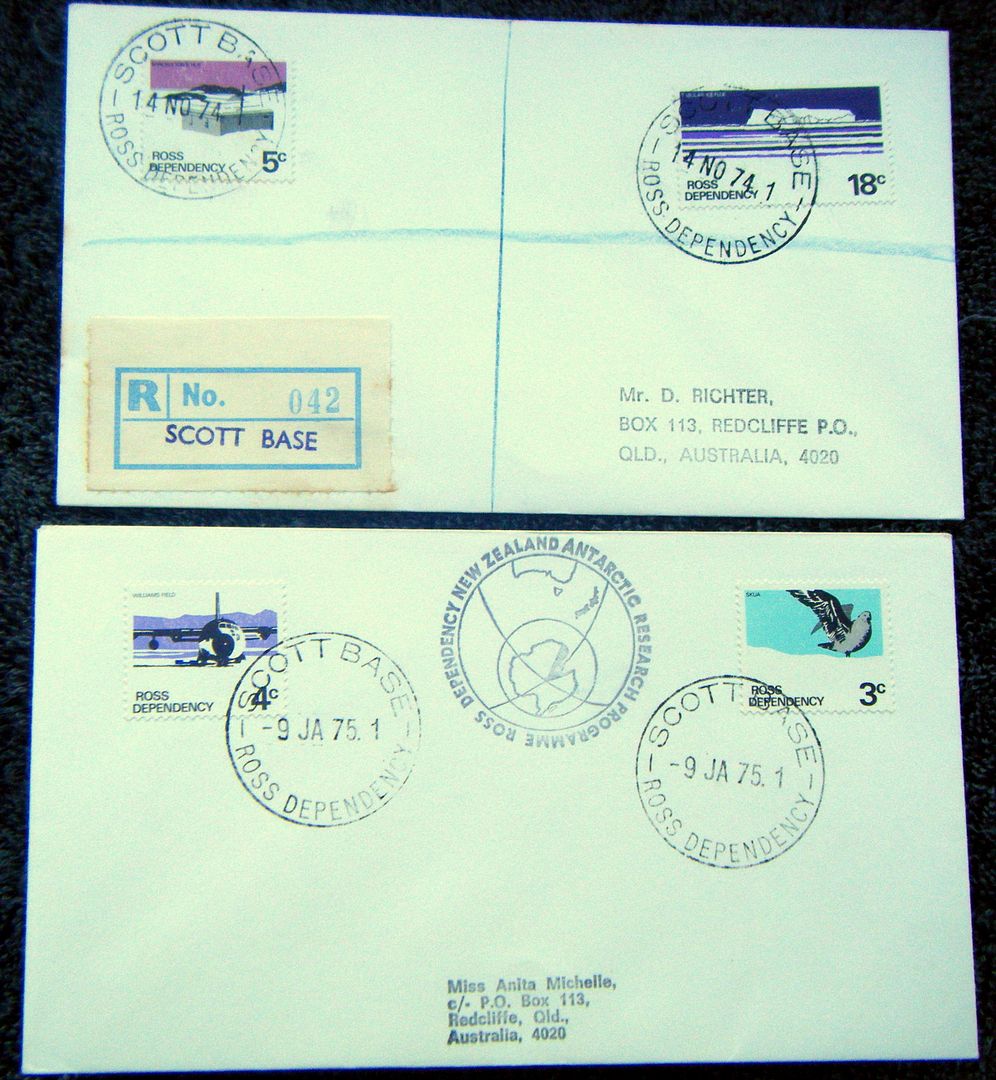 SCOTT BASE
14 NO 74 1
ROSS DEPENDENCY
ROSS
DEPENDENCY
5c
SCOTT BASE
14 NO 74. 1
ROSS DEPENDENCY
ROSS
DEPENDENCY
18c
R No. 042
SCOTT BASE
Mr. D. RICHTER,
BOX 113, REDCLIFFE P.O.,
QLD., AUSTRALIA, 4020
WILLIAMS FIELD
ROSS
DEPENDENCY
4c
SCOTT BASE
-9 JA 75. 1
ROSS DEPENDENCY
ROSS DEPENDENCY NEW ZEALAND ANTARCTIC RESEARCH PROGRAMME
SKUA
ROSS
DEPENDENCY
3c
SCOTT BASE
-9 JA 75. 1
ROSS DEPENDENCY
Miss Anita Michelle,
c/- P.O. Box 113,
Redcliffe, Qld.,
Australia, 4020